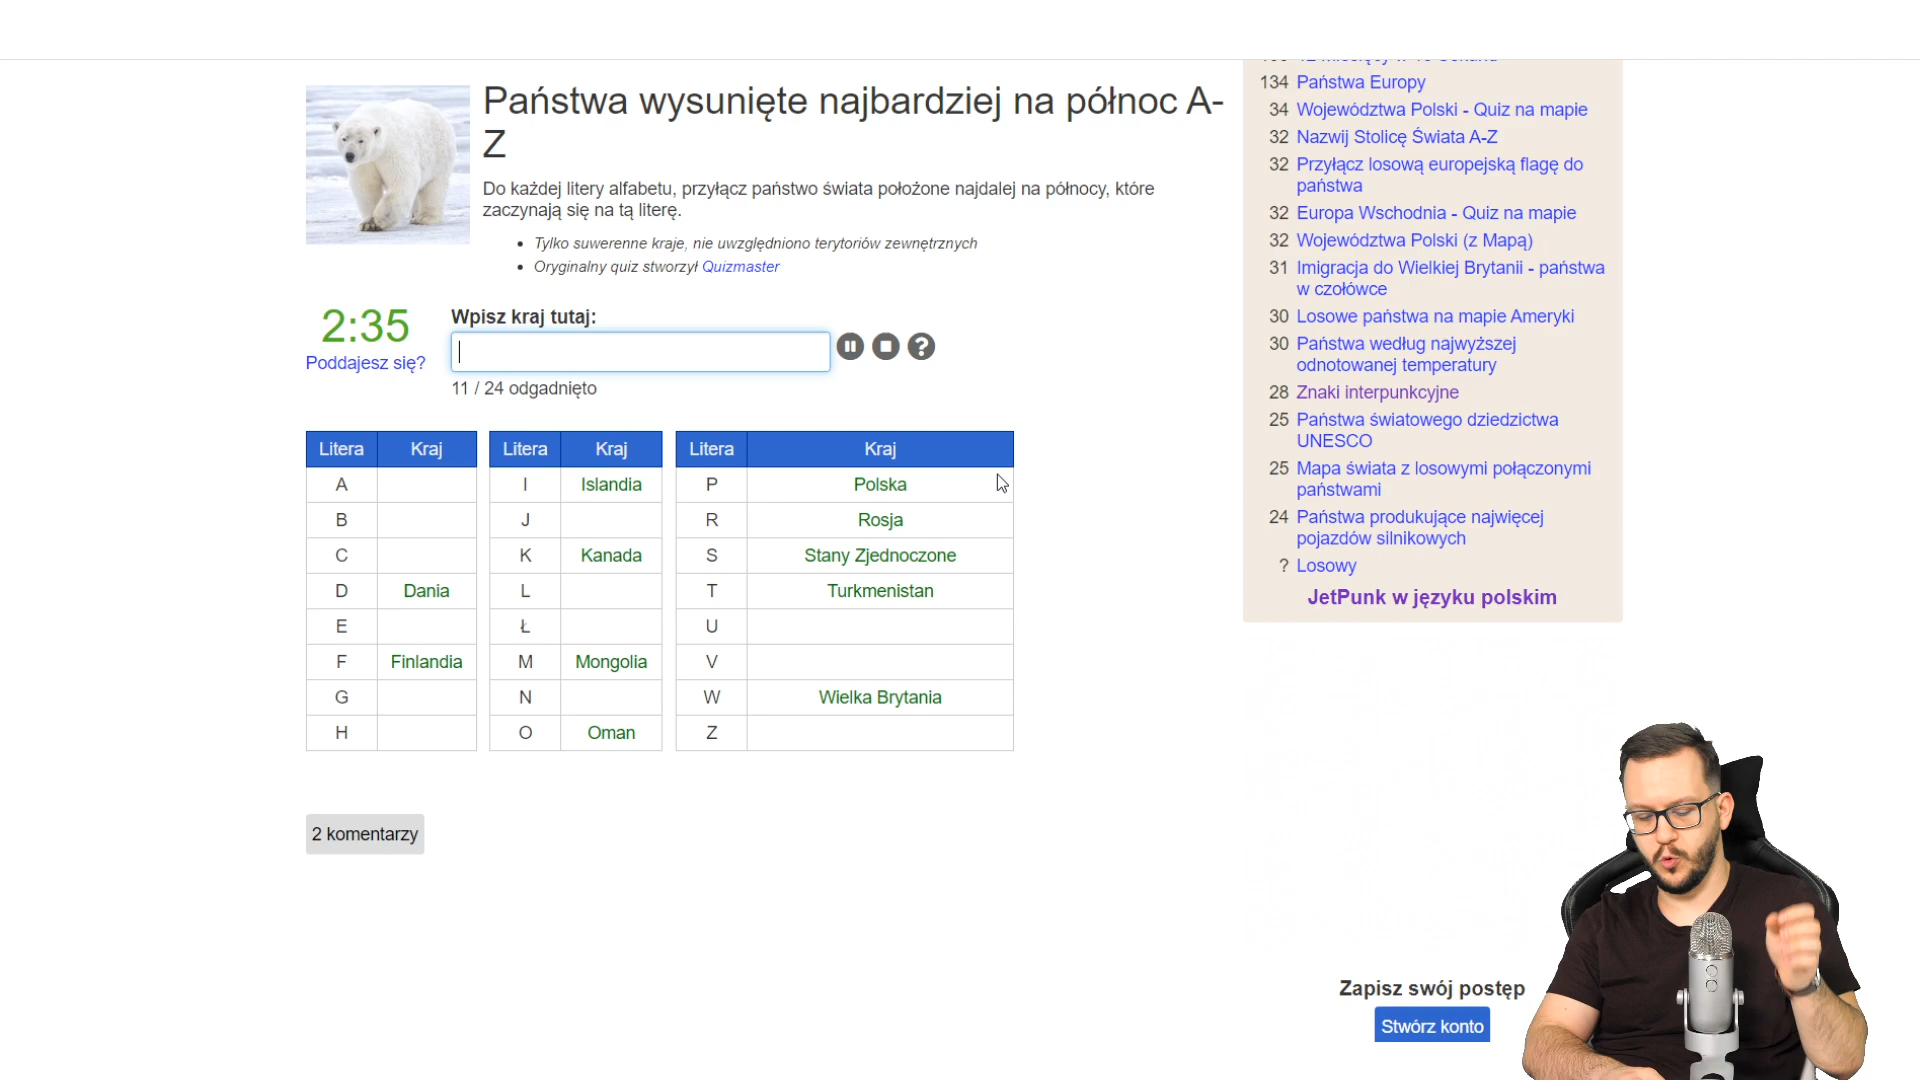 Państwa wysunięte najbardziej na północ A-
Z
Do każdej litery alfabetu, przyłącz państwo świata położone najdalej na północy, które
zaczynają się na tą literę.
Tylko suwerenne kraje, nie uwzględniono terytoriów zewnętrznych
Oryginalny quiz stworzył Quizmaster
2:35
Poddajesz się?
Wpisz kraj tutaj:
11 / 24 odgadnięto
Litera Kraj
A
B
C
D Dania
E
F Finlandia
G
H
Litera Kraj
I Islandia
J
K Kanada
L
Ł
M Mongolia
N
O Oman
Litera Kraj
P Polska
R Rosja
S Stany Zjednoczone
T Turkmenistan
U
V
W Wielka Brytania
Z
2 komentarzy
134 Państwa Europy
34 Województwa Polski - Quiz na mapie
32 Nazwij Stolicę Świata A-Z
32 Przyłącz losową europejską flagę do
państwa
32 Europa Wschodnia - Quiz na mapie
32 Województwa Polski (z Mapą)
31 Imigracja do Wielkiej Brytanii - państwa
w czołówce
30 Losowe państwa na mapie Ameryki
30 Państwa według najwyższej
odnotowanej temperatury
28 Znaki interpunkcyjne
25 Państwa światowego dziedzictwa
UNESCO
25 Mapa świata z losowymi połączonymi
państwami
24 Państwa produkujące najwięcej
pojazdów silnikowych
? Losowy
JetPunk w języku polskim
Zapisz swój postęp
Stwórz konto